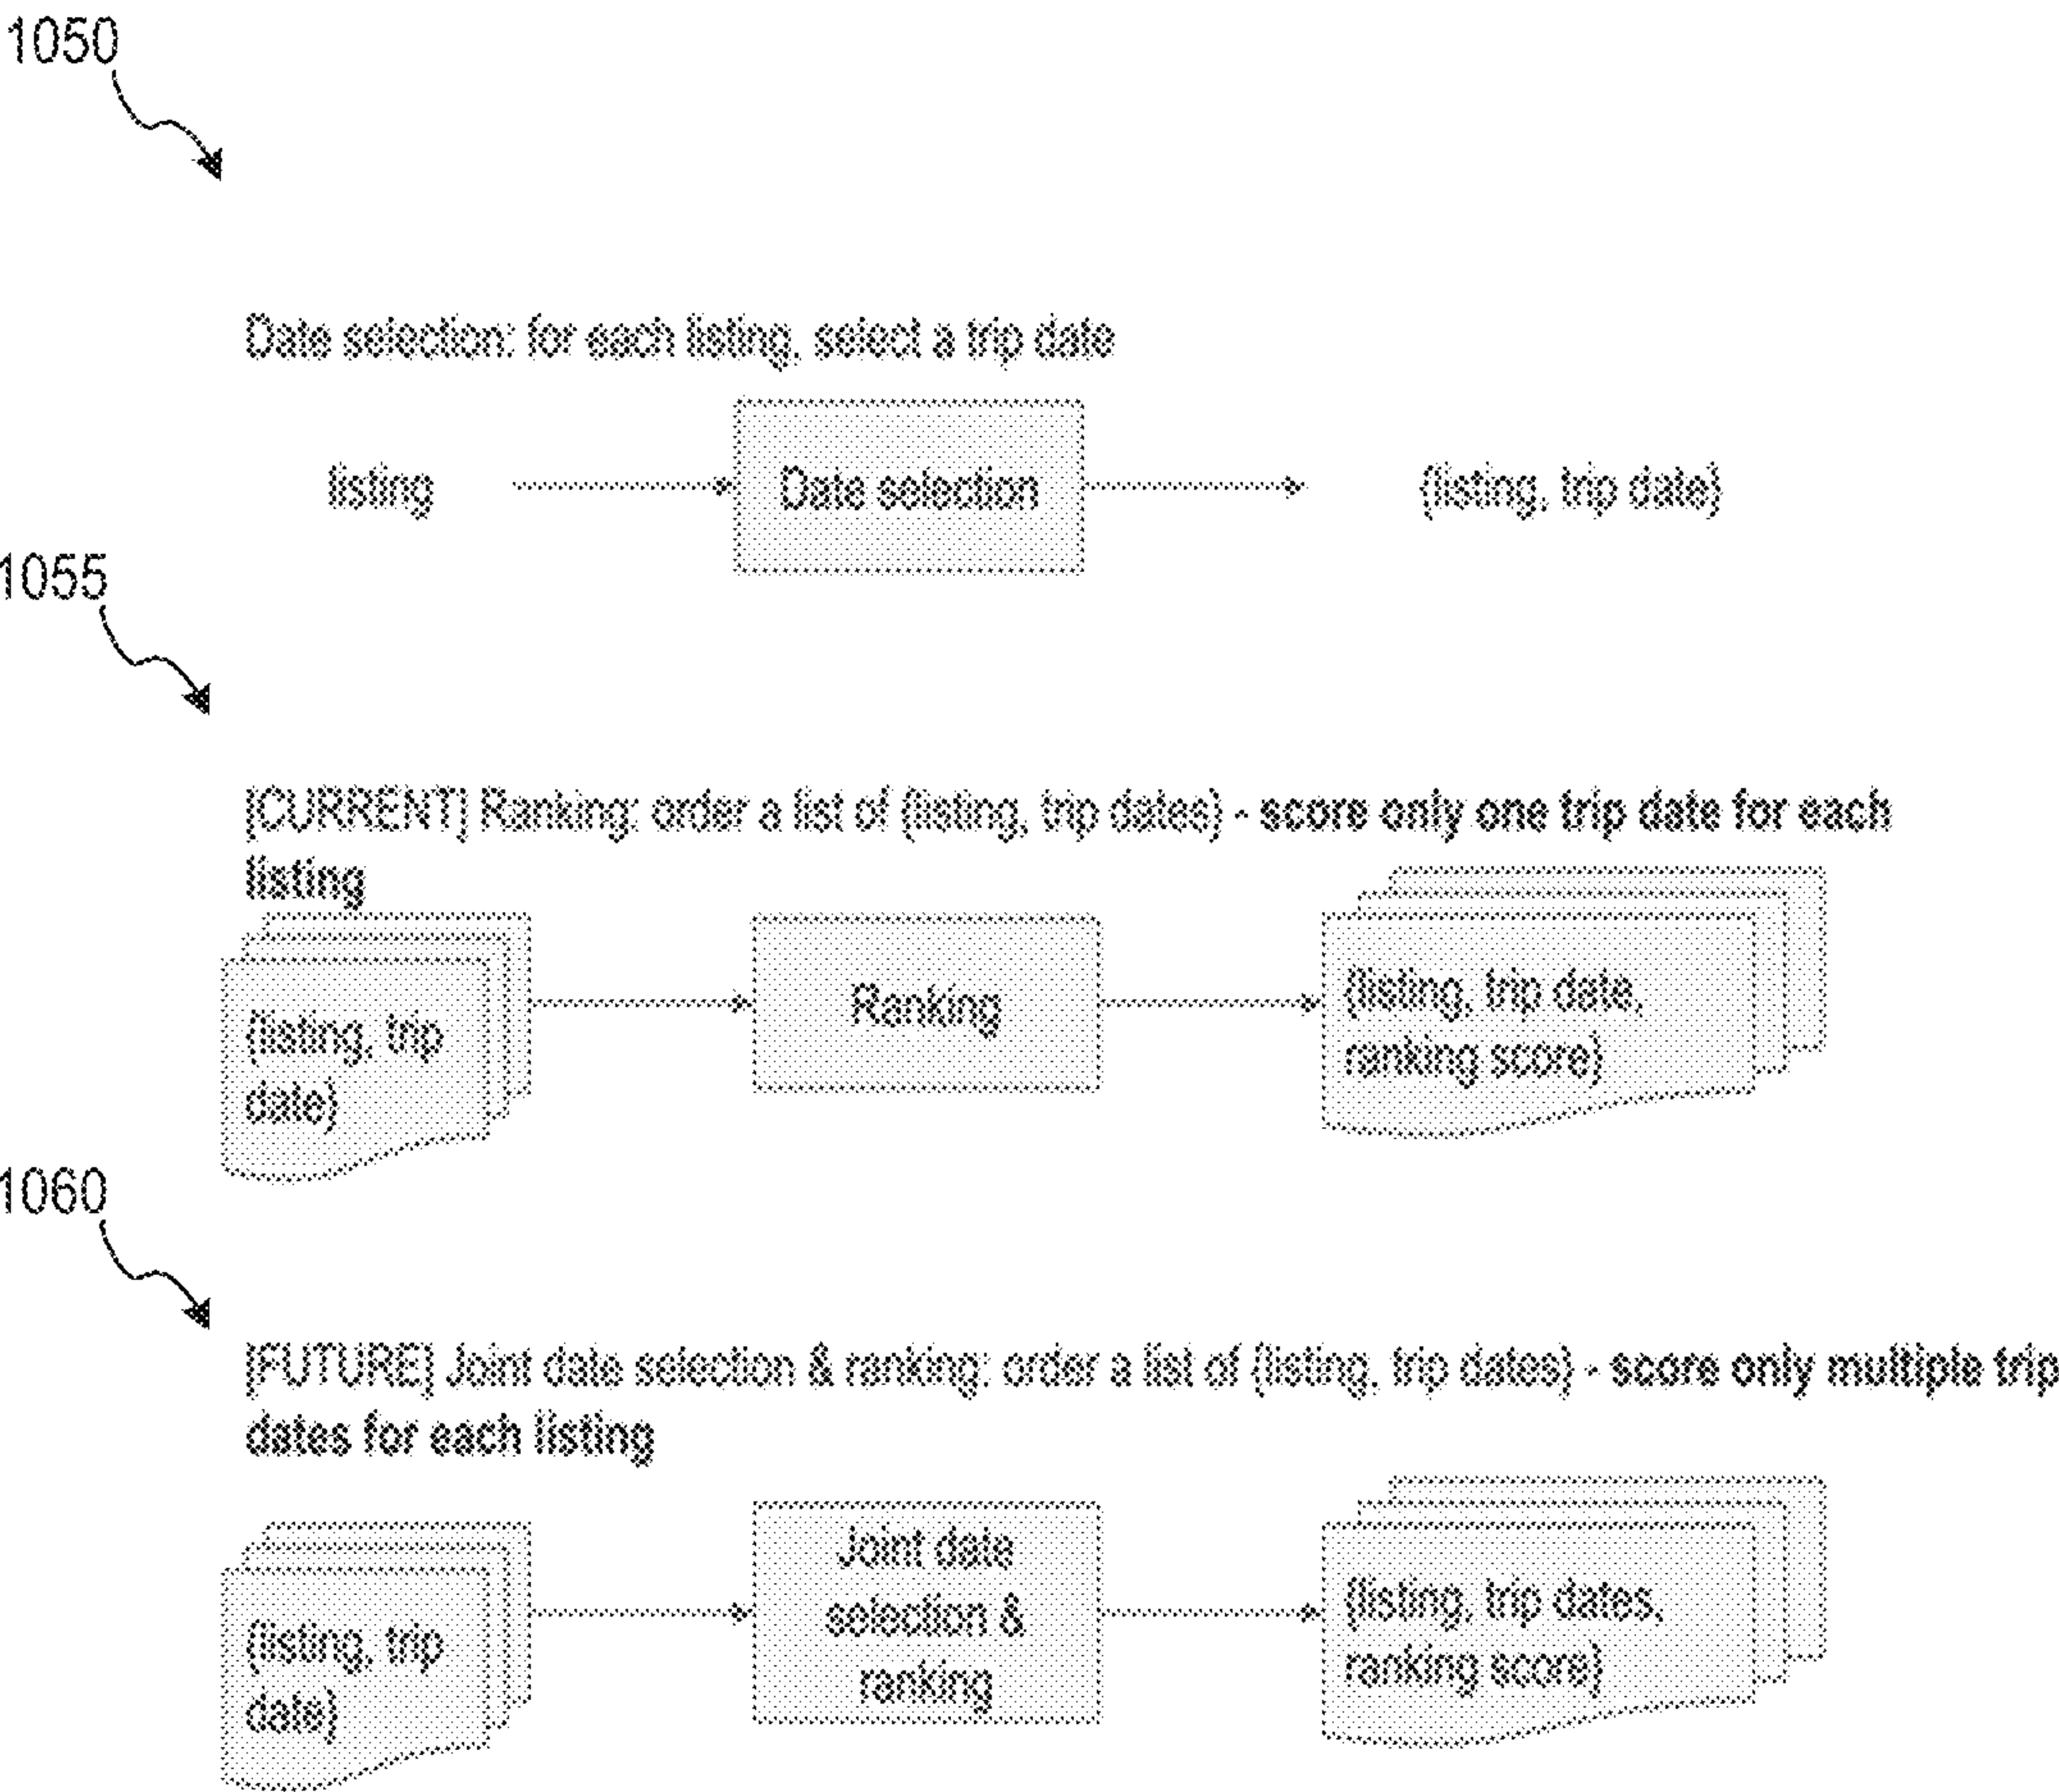 1050
Date selection: for each listing, select a trip date
listing
Date selection
{listing, trip date}
1055
[CURRENT] Ranking: order a list of {listing, trip dates} - score only one trip date for each
listing
{listing, trip
date}
Ranking
{listing, trip date,
ranking score}
1060
[FUTURE] Joint date selection & ranking: order a list of {listing, trip dates} - score only multiple trip
dates for each listing
{listing, trip
date}
Joint date
selection &
ranking
{listing, trip dates,
ranking score}